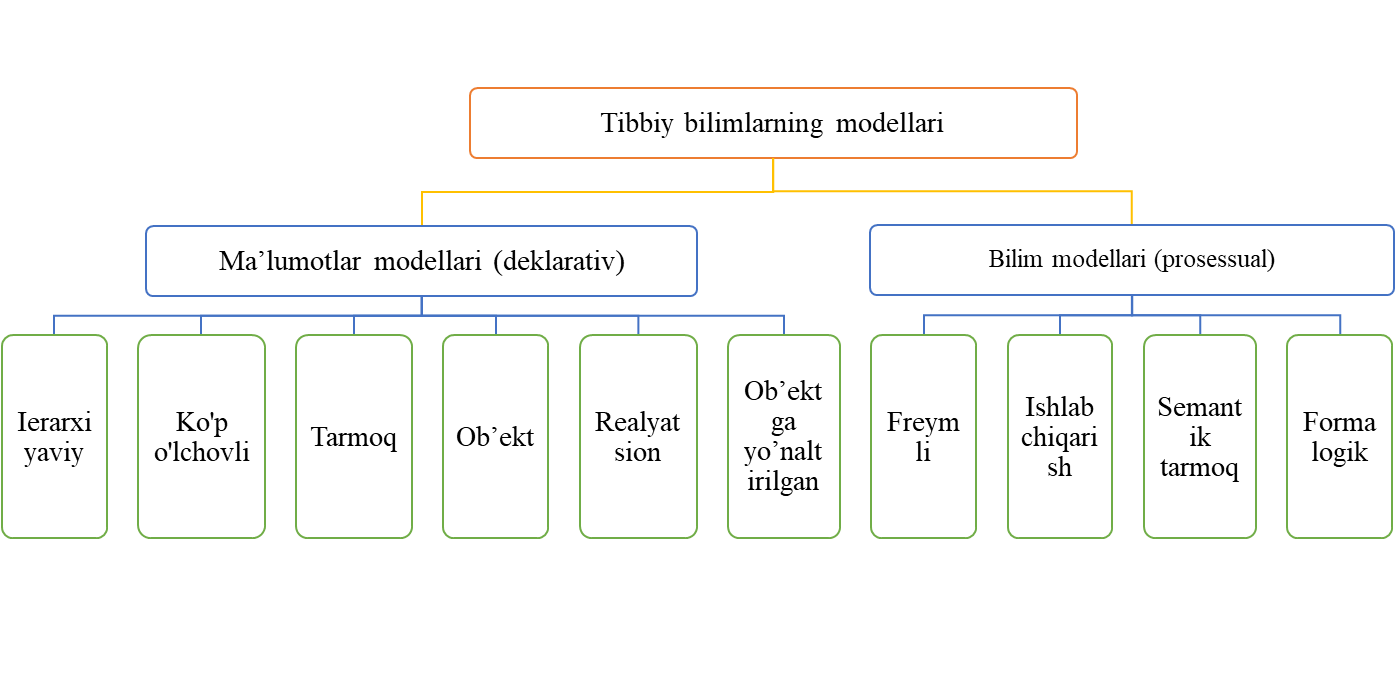 Tibbiy bilimlarning modellari
Ma’lumotlar modellari (deklarativ)
Bilim modellari (prosessual)
Ierarxi
yaviy
Ko'p
o'lchovli
Tarmoq
Ob’ekt
Realyat
sion
Ob’ekt
ga
yo’nalt
irilgan
Freym
li
Ishlab
chiqari
sh
Semant
ik
tarmoq
Forma
logik